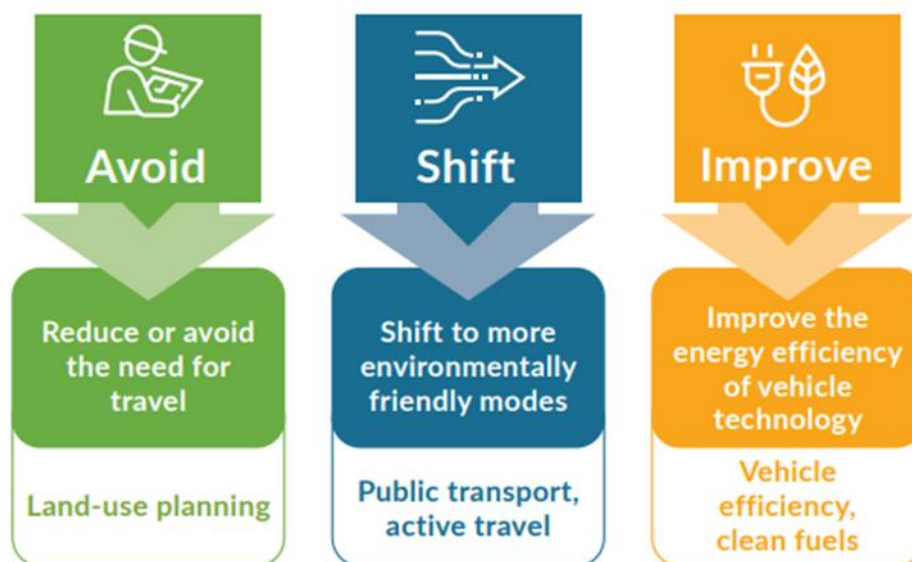 Avoid
Reduce or avoid
the need for
travel
Land-use planning
Shift
Shift to more
environmentally
friendly modes
Public transport,
active travel
Improve
Improve the
energy efficiency
of vehicle
technology
Vehicle
efficiency,
clean fuels